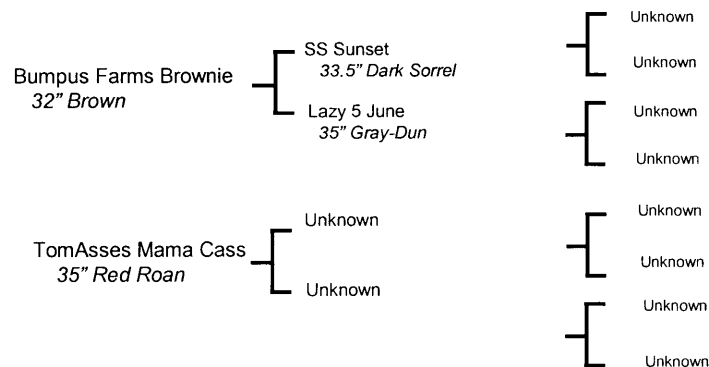 Bumpus Farms Brownie
32” Brown
SS Sunset
33.5” Dark Sorrel
Lazy 5 June
35” Gray-Dun
Unknown
Unknown
Unknown
Unknown
TomAsses Mama Cass
35” Red Roan
Unknown
Unknown
Unknown
Unknown
Unknown
Unknown